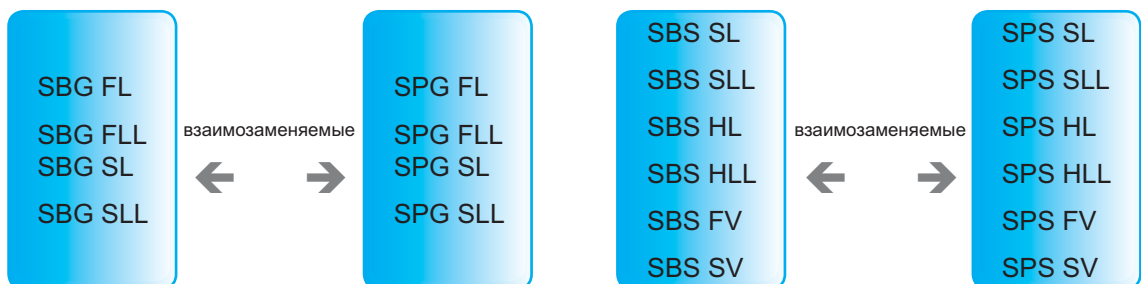 SBG FL
SBG FLL
SBG SL
SBG SLL
взаимозаменяемые
SPG FL
SPG FLL
SPG SL
SPG SLL
SBS SL
SBS SLL
SBS HL
SBS HLL
SBS FV
SBS SV
взаимозаменяемые
SPS SL
SPS SLL
SPS HL
SPS HLL
SPS FV
SPS SV